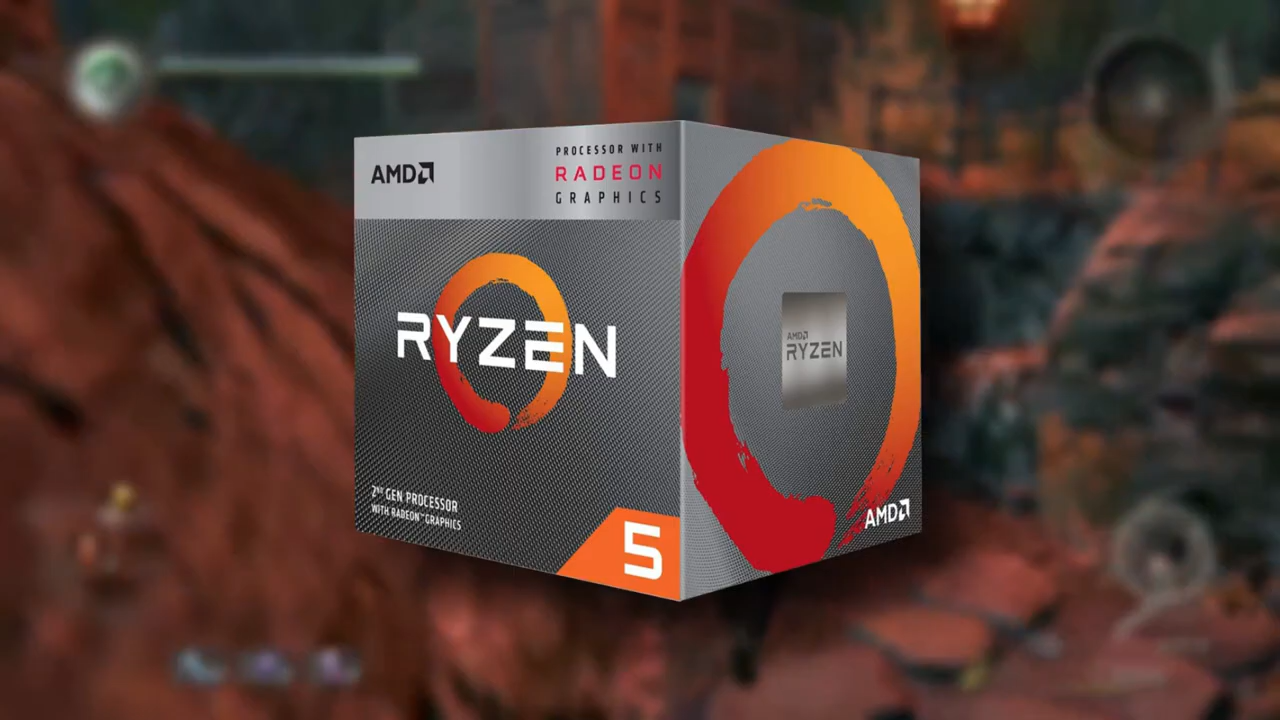 AMD
PROCESSOR WITH
RADEON
GRAPHICS
RYZEN
2ND GEN PROCESSOR
WITH RADEON™ GRAPHICS
5
AMD
RYZEN
AMD